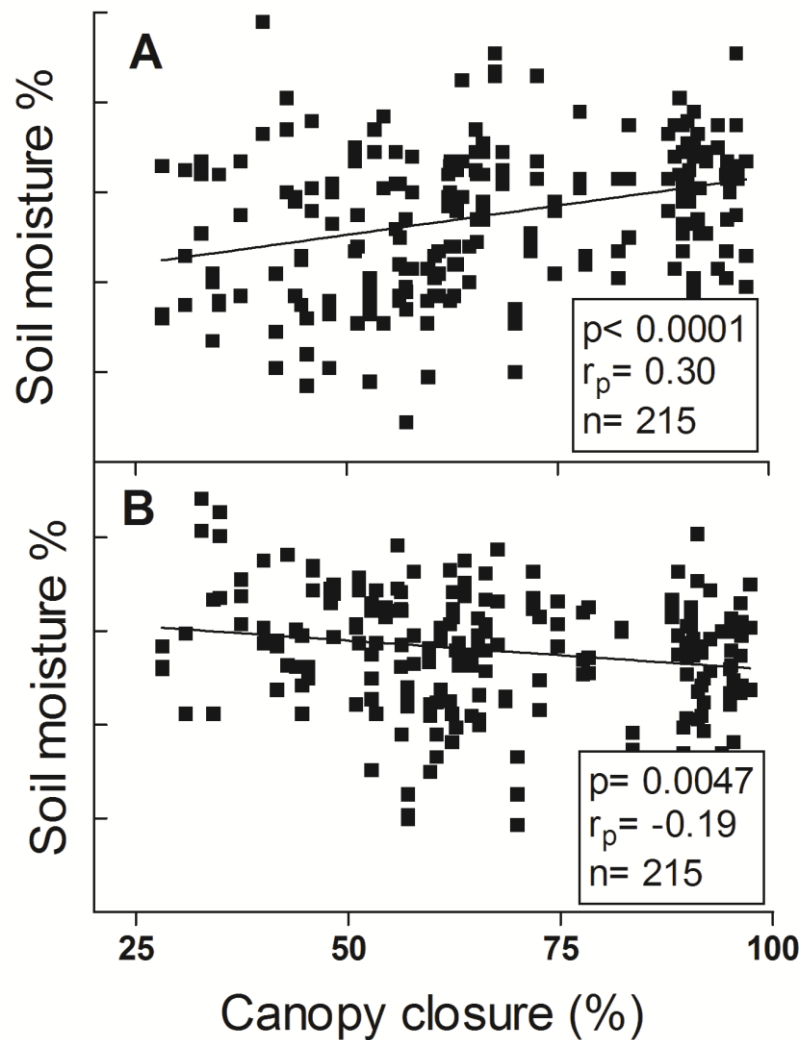 A
Soil moisture %
p< 0.0001
rp= 0.30
n= 215
B
Soil moisture %
p= 0.0047
rp= -0.19
n= 215
25 50 75 100
Canopy closure (%)